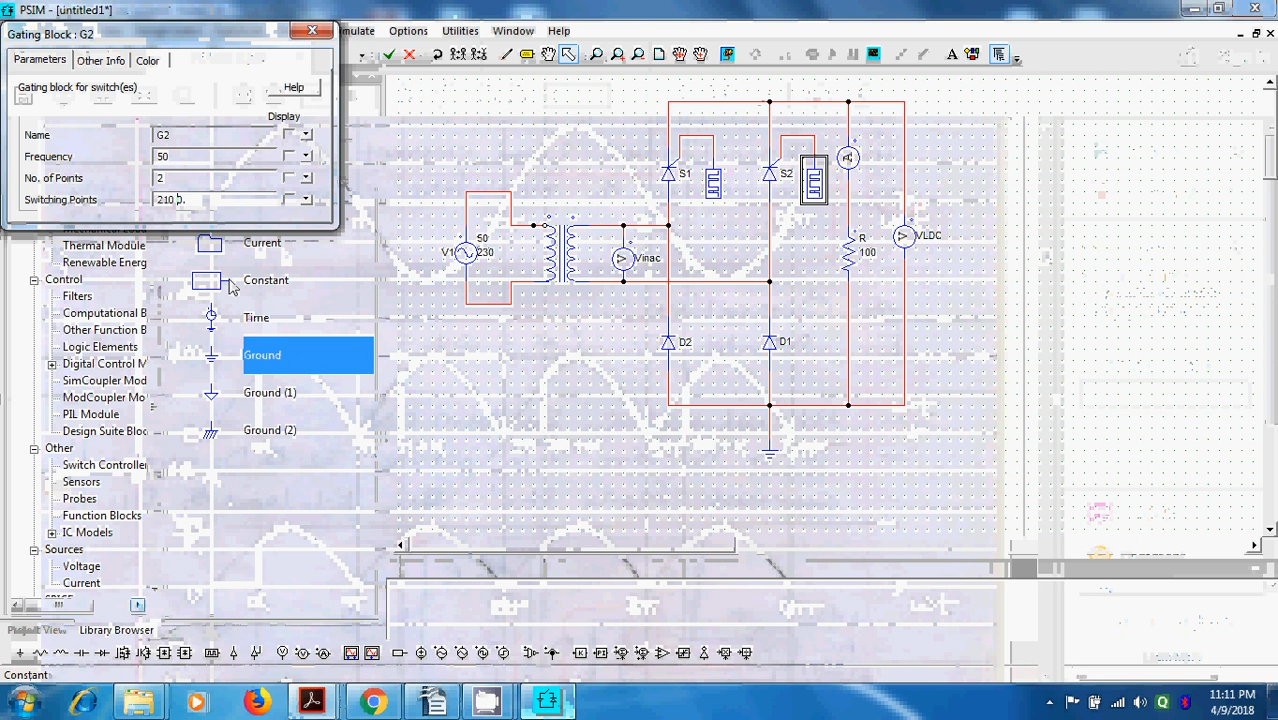 PSIM - [untitled1*]
Gating Block : G2
Options Utilities Window Help
Parameters Other Info Color
Gating block for switch(es)
Help
Display
Name G2
Frequency 50
No. of Points 2
Switching Points 210 0.
Thermal Module
Renewable Energ
Control
Filters
Computational B
Other Function B
Logic Elements
Digital Control M
SimCoupler Mod
ModCoupler Mo
PIL Module
Design Suite Bloc
Other
Switch Controller
Sensors
Probes
Function Blocks
IC Models
Sources
Voltage
Current
Current
Constant
Time
Ground
Ground (1)
Ground (2)
S1
S2
50
V1 230
Vinac
R
100
VLDC
D2
D1
Project View Library Browser
Constant
11:11 PM
4/9/2018